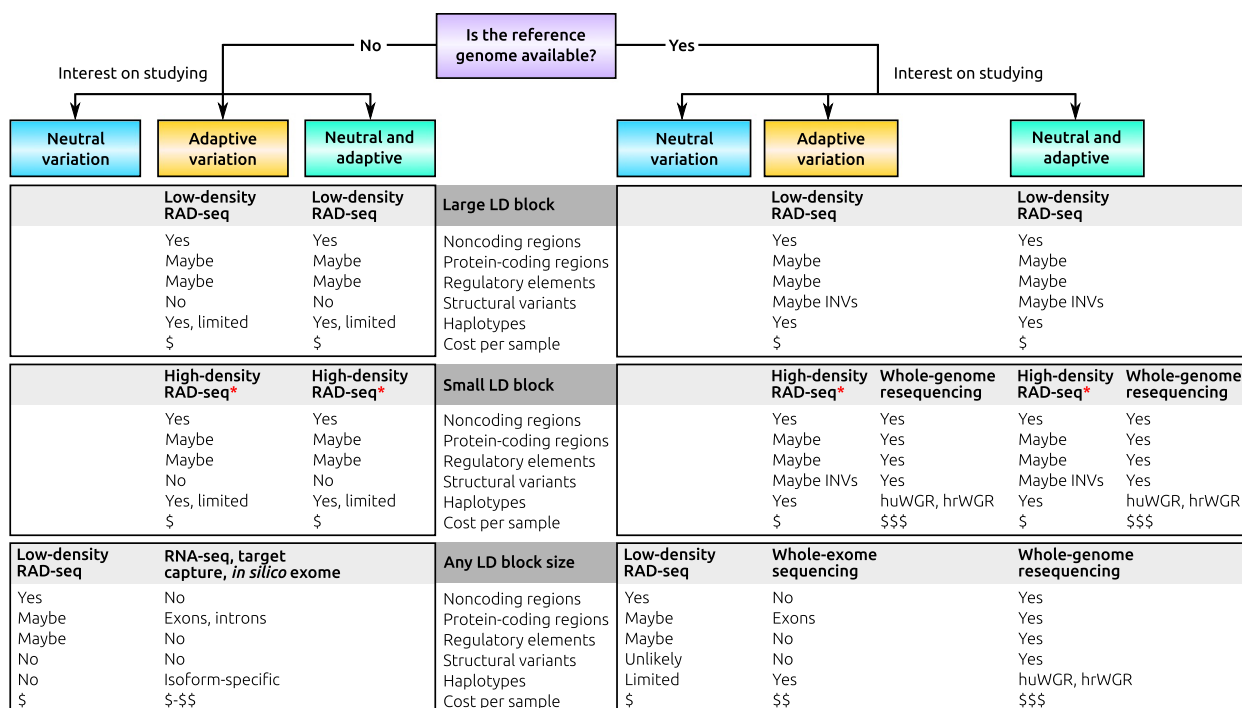 Is the reference
genome available?
No
Yes
Interest on studying
Interest on studying
Neutral
variation
Adaptive
variation
Neutral and
adaptive
Neutral
variation
Adaptive
variation
Neutral and
adaptive
Low-density
RAD-seq
Low-density
RAD-seq
Large LD block
Low-density
RAD-seq
Low-density
RAD-seq
Yes Yes Noncoding regions Yes Yes
Maybe Maybe Protein-coding regions Maybe Maybe
Maybe Maybe Regulatory elements Maybe Maybe
No No Structural variants Maybe INVs Maybe INVs
Yes, limited Yes, limited Haplotypes Yes Yes
$ $ Cost per sample $ $
High-density
RAD-seq*
High-density
RAD-seq*
Small LD block
High-density
RAD-seq*
Whole-genome
resequencing
High-density
RAD-seq*
Whole-genome
resequencing
Yes Yes Noncoding regions Yes Yes Yes Yes
Maybe Maybe Protein-coding regions Maybe Yes Maybe Yes
Maybe Maybe Regulatory elements Maybe Yes Maybe Yes
No No Structural variants Maybe INVs Yes Maybe INVs Yes
Yes, limited Yes, limited Haplotypes Yes huWGR, hrWGR Yes huWGR, hrWGR
$ $ Cost per sample $ $$$ $ $$$
Low-density
RAD-seq
RNA-seq, target
capture, in silico exome
Any LD block size
Low-density
RAD-seq
Whole-exome
sequencing
Whole-genome
resequencing
Yes No Noncoding regions Yes No Yes
Maybe Exons, introns Protein-coding regions Maybe Exons Yes
Maybe No Regulatory elements Maybe No Yes
No No Structural variants Unlikely No Yes
No Isoform-specific Haplotypes Limited Yes huWGR, hrWGR
$ $-$$ Cost per sample $ $$ $$$